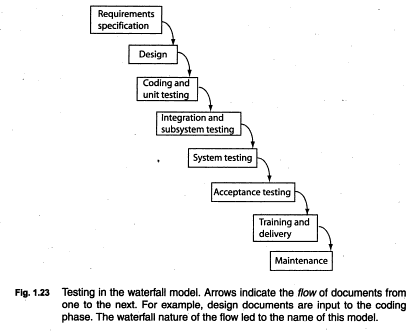 Requirements
specification
Design
Coding and
unit testing
Integration and
subsystem testing
System testing
Acceptance testing
Training and
delivery
Maintenance
Fig. 1.23 Testing in the waterfall model. Arrows indicate the flow of documents from
one to the next. For example, design documents are input to the coding
phase. The waterfall nature of the flow led to the name of this model.